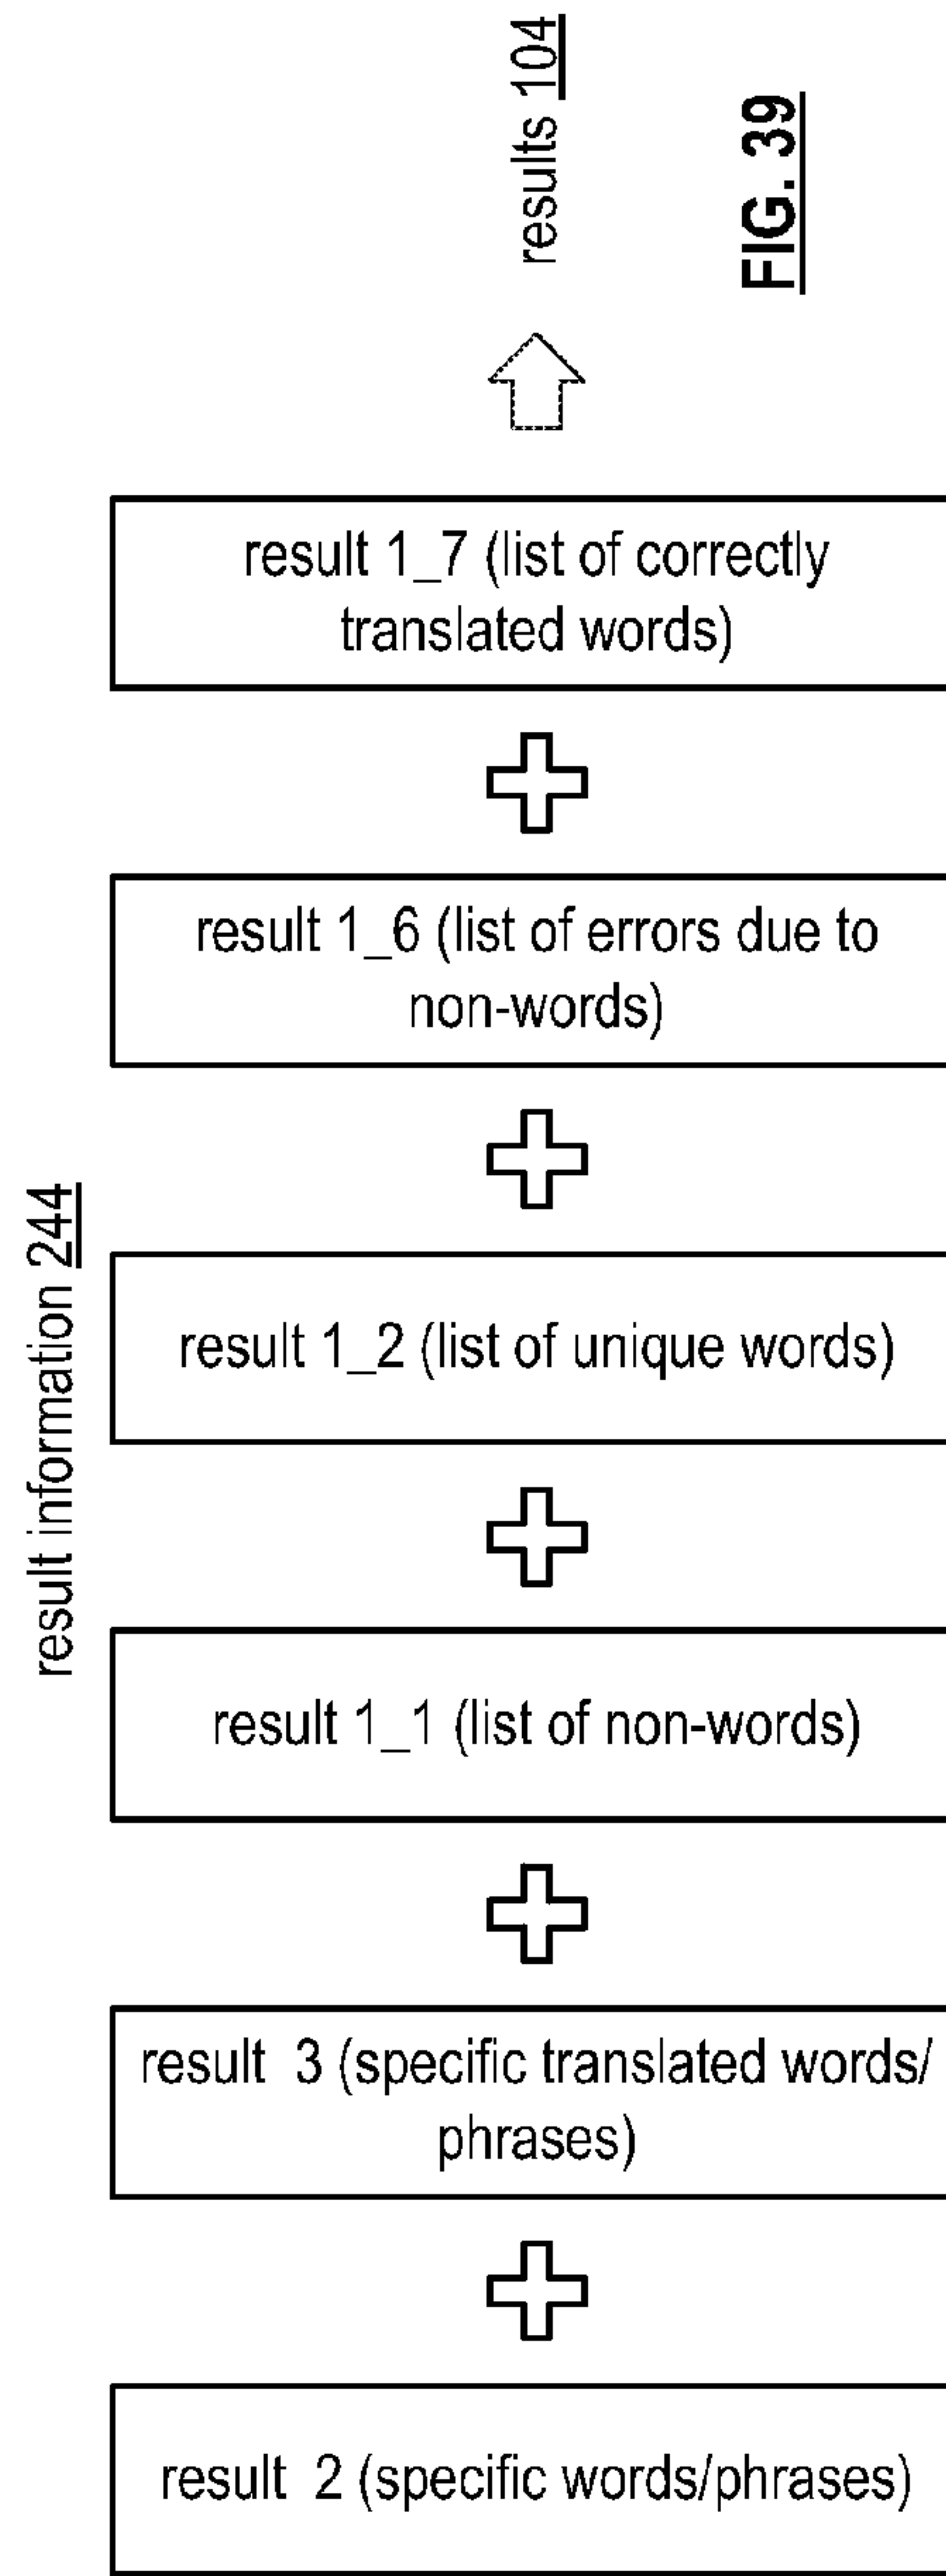 results 104
FIG. 39
result 1_7 (list of correctly
translated words)
result 1_6 (list of errors due to
non-words)
result information 244
result 1_2 (list of unique words)
result 1_1 (list of non-words)
result 3 (specific translated words/
phrases)
result 2 (specific words/phrases)